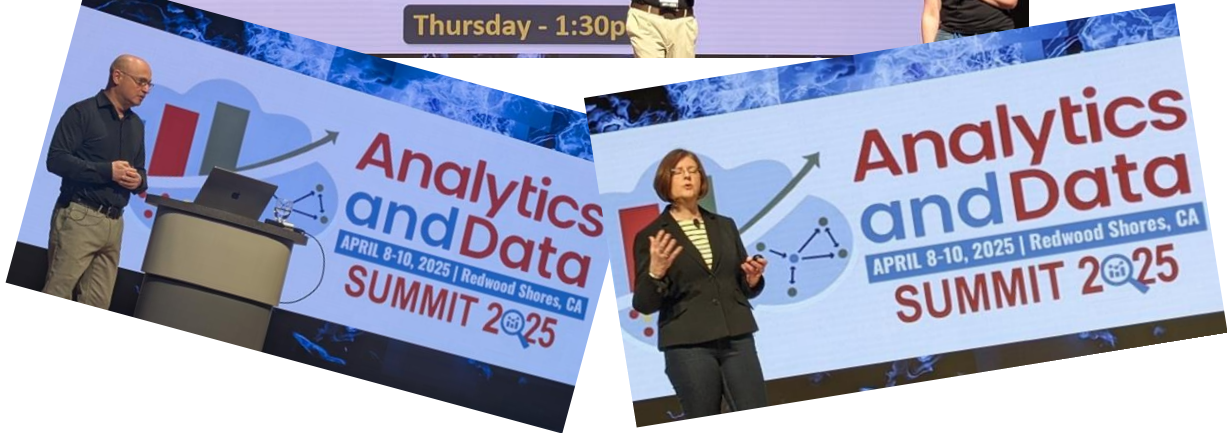 Thursday - 1:30p
Analytics
and Data
APRIL 8-10, 2025 | Redwood Shores, CA
SUMMIT 2025
Analytics
and Data
APRIL 8-10, 2025 | Redwood Shores, CA
SUMMIT 2025